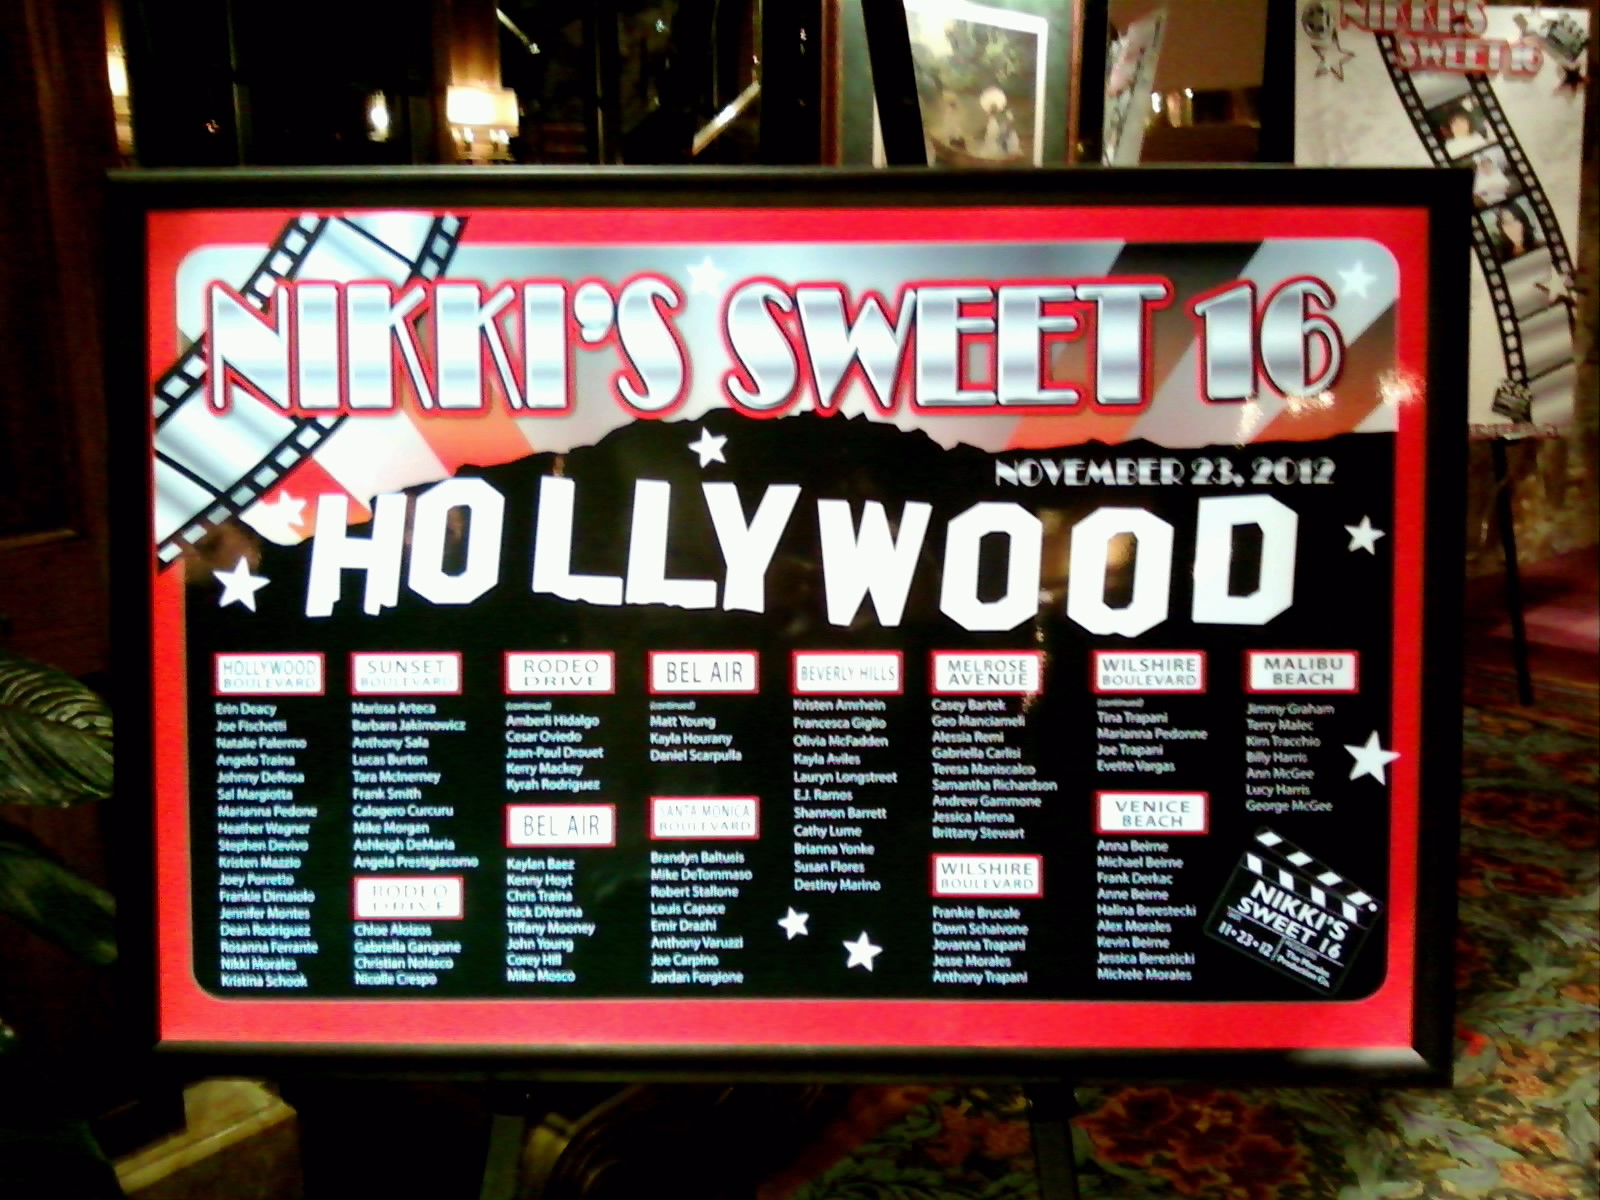 NIKKI'S
SWEET 16
NIKKI'S SWEET 16
NOVEMBER 23, 2012
HOLLYWOOD
HOLLYWOOD
BOULEVARD
Erin Deacy
Joe Fischetti
Natalie Palermo
Angelo Traina
Johnny DeRosa
Sal Margiotta
Marianna Pedone
Heather Wagner
Stephen Devivo
Kristen Mazzio
Joey Porretto
Frankie Dimaiolo
Jennifer Montes
Dean Rodriguez
Rosanna Ferrante
Nikki Morales
Kristina Schook
SUNSET
BOULEVARD
Marissa Arteca
Barbara Jakimowicz
Anthony Sala
Lucas Burton
Tara McInerney
Frank Smith
Calogero Curcuru
Mike Morgan
Ashleigh DeMaria
Angela Prestigiacomo
RODEO
DRIVE
Chloe Aloizos
Gabriella Gangone
Christian Nolasco
Nicolle Crespo
RODEO
DRIVE
(continued)
Amberli Hidalgo
Cesar Oviedo
Jean-Paul Drouet
Kerry Mackey
Kyrah Rodriguez
BEL AIR
Kaylan Baez
Kenny Hoyt
Chris Traina
Nick DiVanna
Tiffany Mooney
John Young
Corey Hill
Mike Mosco
BEL AIR
(continued)
Matt Young
Kayla Hourany
Daniel Scarpulla
SANTA MONICA
BOULEVARD
Brandyn Baltusis
Mike DeTommaso
Robert Stallone
Louis Capace
Emir Drazhi
Anthony Varuzzi
Joe Carpino
Jordan Forgione
BEVERLY HILLS
Kristen Amrhein
Francesca Giglio
Olivia McFadden
Kayla Aviles
Lauryn Longstreet
E.J. Ramos
Shannon Barrett
Cathy Lume
Brianna Yonke
Susan Flores
Destiny Marino
MELROSE
AVENUE
Casey Bartek
Geo Manciameli
Alessia Remi
Gabriella Carlisi
Teresa Maniscalco
Samantha Richardson
Andrew Gammone
Jessica Menna
Brittany Stewart
WILSHIRE
BOULEVARD
Frankie Brucale
Dawn Schalvone
Jovanna Trapani
Jesse Morales
Anthony Trapani
WILSHIRE
BOULEVARD
(continued)
Tina Trapani
Marianna Pedonne
Joe Trapani
Evette Vargas
VENICE
BEACH
Anna Beirne
Michael Beirne
Frank Derkac
Anne Beirne
Halina Berestecki
Alex Morales
Kevin Beirne
Jessica Beresticki
Michele Morales
MALIBU
BEACH
Jimmy Graham
Terry Malec
Kim Tracchio
Billy Harris
Ann McGee
Lucy Harris
George McGee
NIKKI'S
SWEET 16
11•23•12